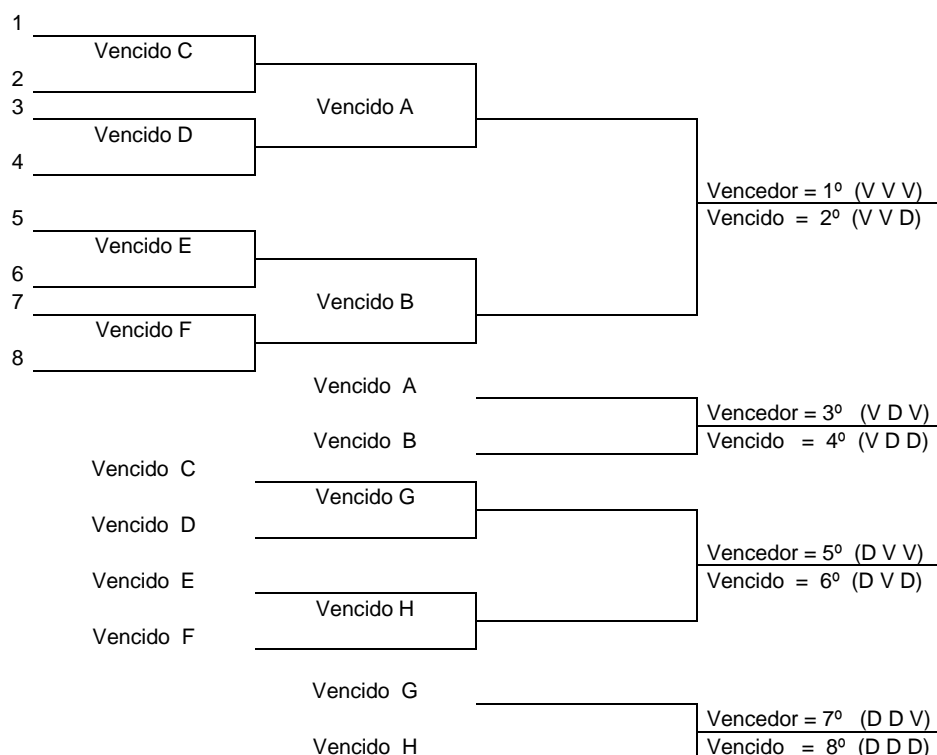 1
Vencido C
2
3
Vencido A
Vencido D
4
Vencedor = 1º (V V V)
Vencido = 2º (V V D)
5
Vencido E
6
7
Vencido B
Vencido F
8
Vencido A
Vencedor = 3º (V D V)
Vencido B
Vencido = 4º (V D D)
Vencido C
Vencido G
Vencido D
Vencedor = 5º (D V V)
Vencido E
Vencido = 6º (D V D)
Vencido H
Vencido F
Vencido G
Vencedor = 7º (D D V)
Vencido H
Vencido = 8º (D D D)